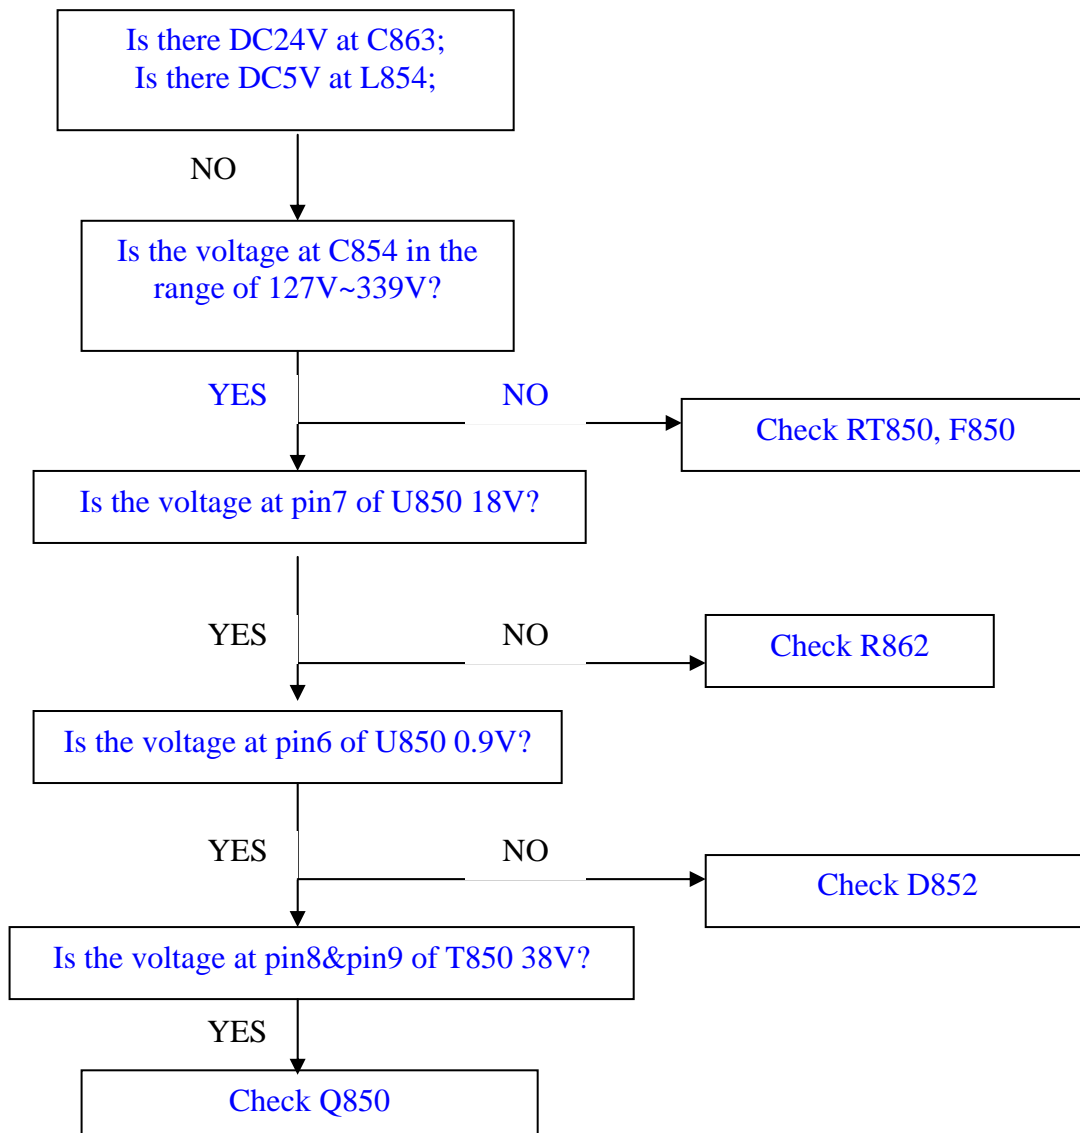 Is there DC24V at C863;
Is there DC5V at L854;
NO
Is the voltage at C854 in the
range of 127V~339V?
YES
NO
Check RT850, F850
Is the voltage at pin7 of U850 18V?
YES
NO
Check R862
Is the voltage at pin6 of U850 0.9V?
YES
NO
Check D852
Is the voltage at pin8&pin9 of T850 38V?
YES
Check Q850